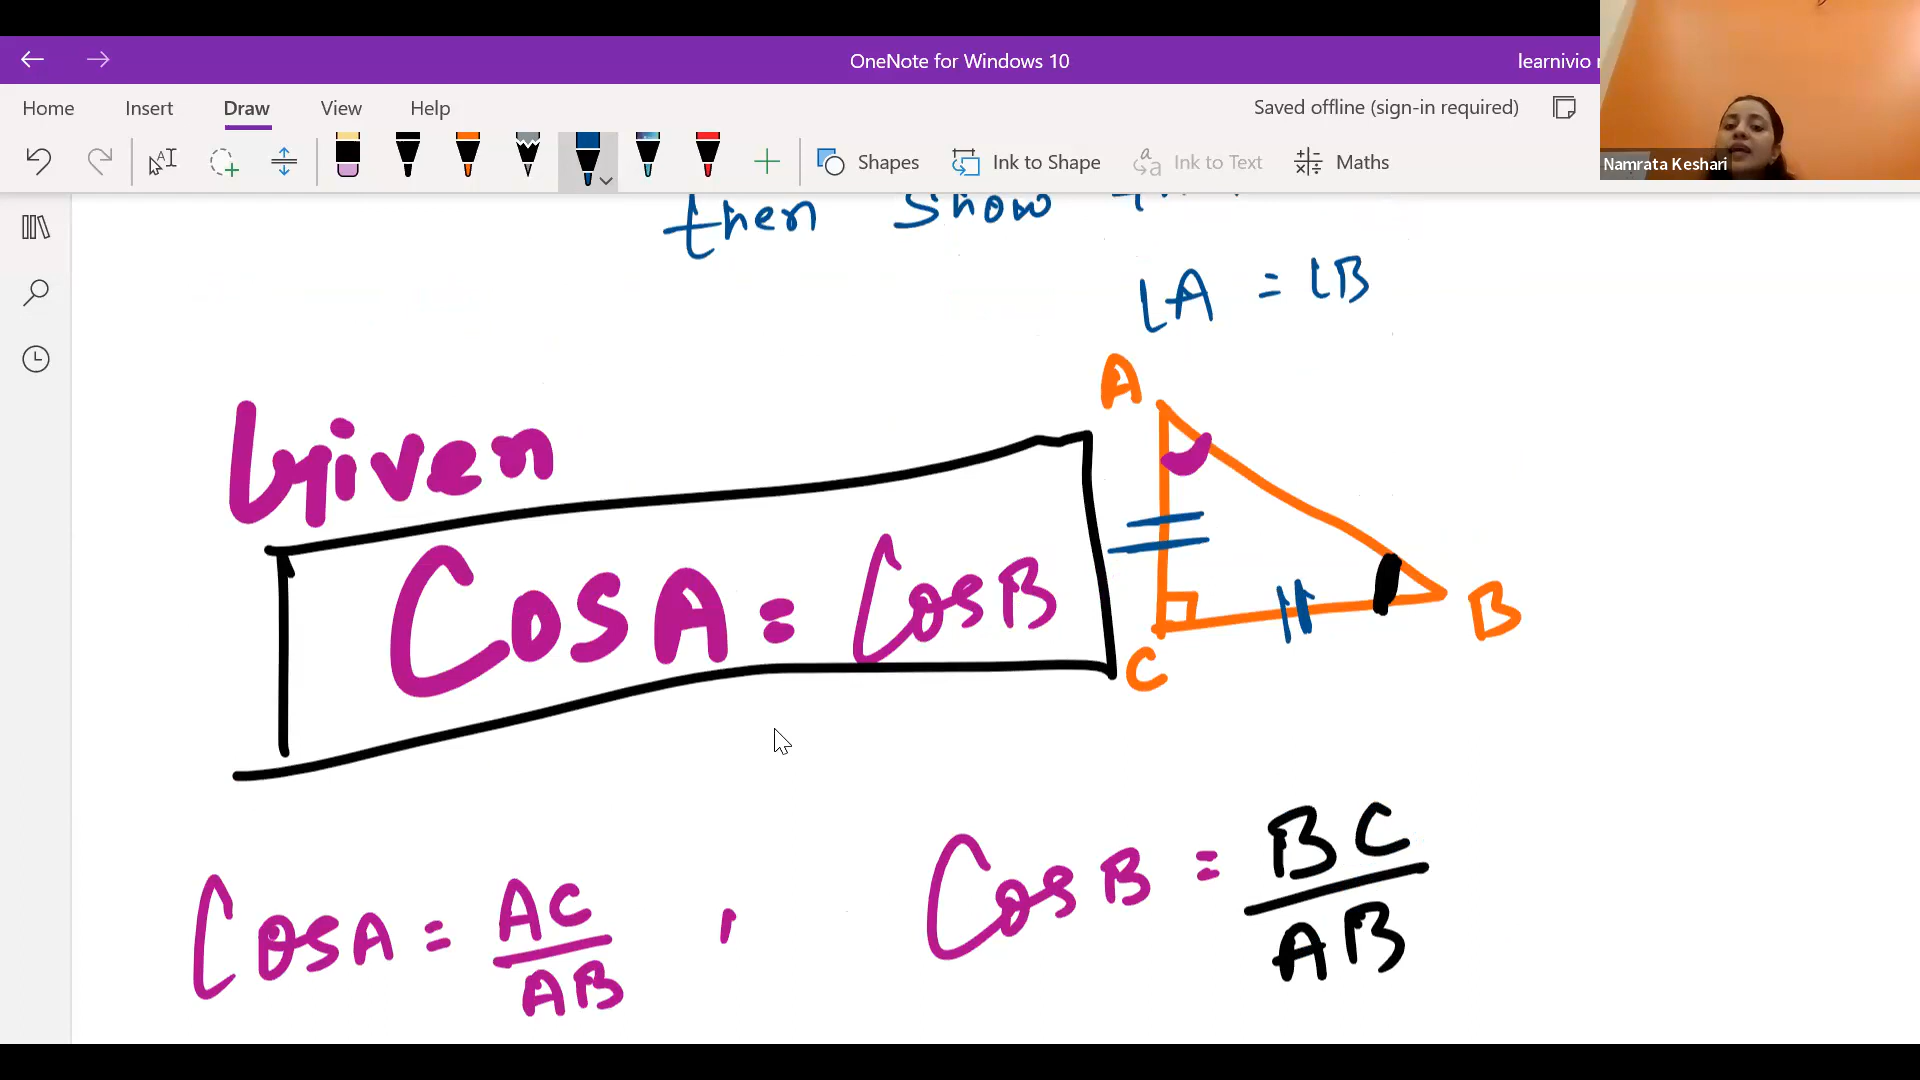 OneNote for Windows 10
learnivio
Home Insert Draw View Help
Saved offline (sign-in required)
Shapes Ink to Shape Ink to Text Maths
Namrata Keshari
then show
∠A = ∠B
A
Given
CosA = CosB
B
C
CosA = AC/AB , CosB = BC/AB